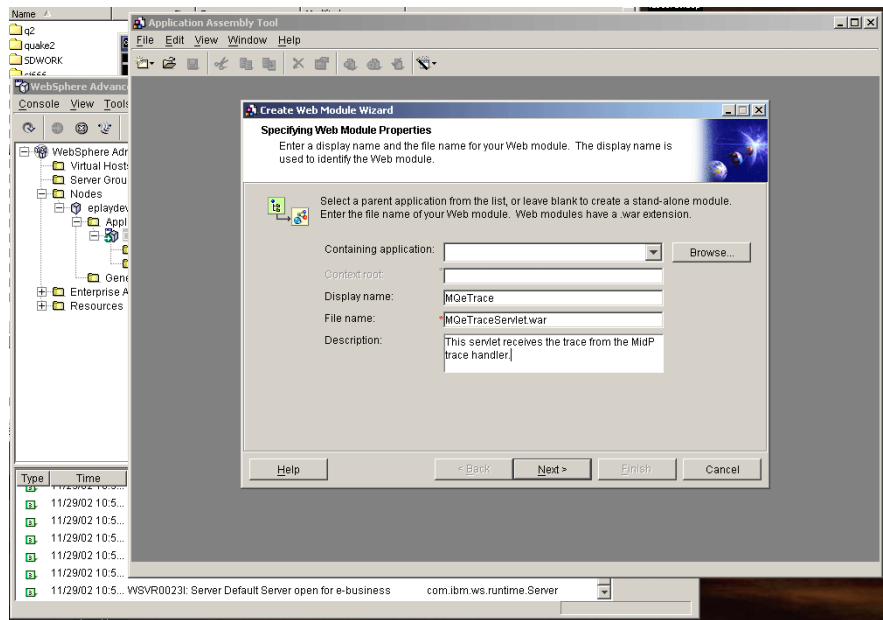 Name
q2
quake2
SDWORK
Application Assembly Tool
File Edit View Window Help
WebSphere Advanc
Console View Tools
WebSphere Adr
Virtual Host
Server Grou
Nodes
eplaydev
Appl
Gene
Enterprise A
Resources
Create Web Module Wizard
Specifying Web Module Properties
Enter a display name and the file name for your Web module. The display name is
used to identify the Web module.
Select a parent application from the list, or leave blank to create a stand-alone module.
Enter the file name of your Web module. Web modules have a .war extension.
Containing application:
Browse...
Context root:
Display name: MQeTrace
File name: *MQeTraceServlet.war
Description: This servlet receives the trace from the MidP
trace handler.
Help < Back Next > Finish Cancel
Type Time
11/29/02 10:5...
11/29/02 10:5...
11/29/02 10:5...
11/29/02 10:5...
11/29/02 10:5...
11/29/02 10:5...
11/29/02 10:5... WSVR0023I: Server Default Server open for e-business com.ibm.ws.runtime.Server